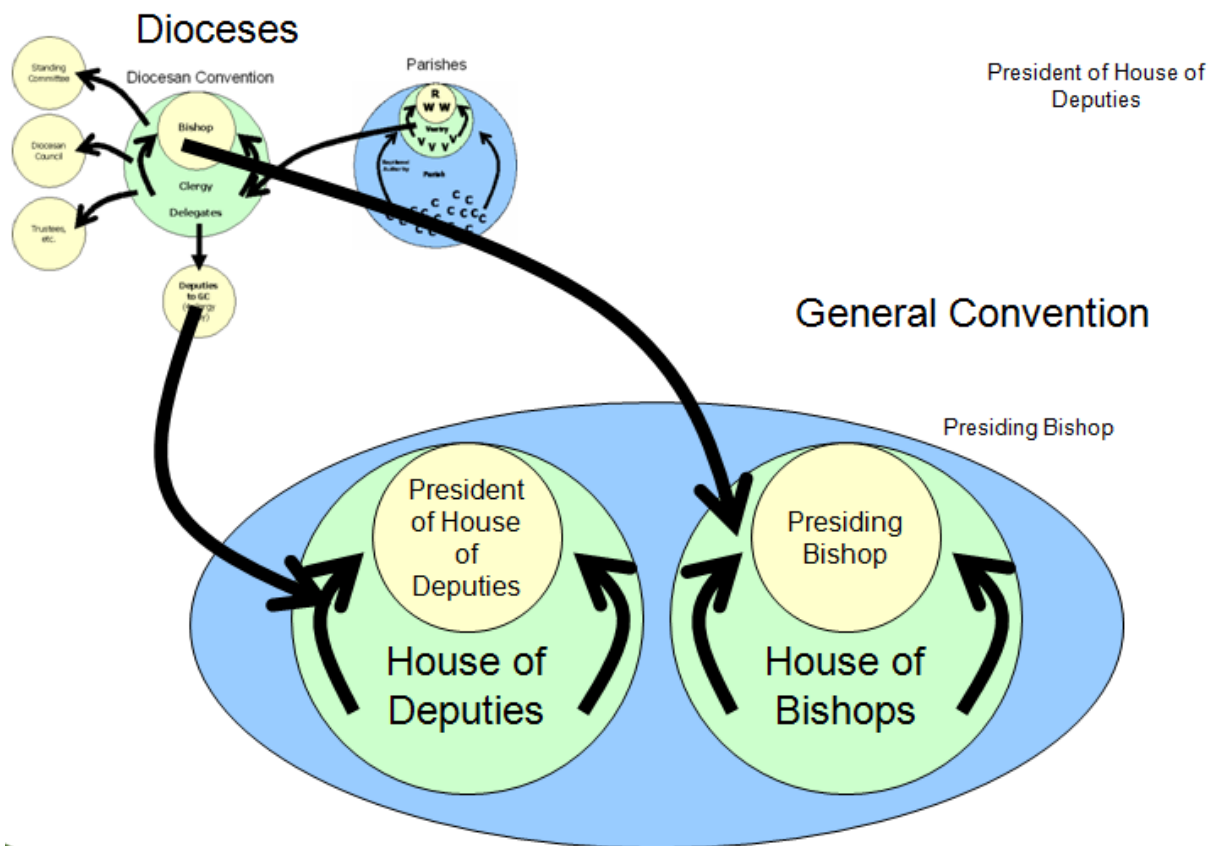 Dioceses
Standing
Committee
Diocesan Convention
Bishop
Diocesan
Council
Clergy
Delegates
Trustees,
etc.
Deputies
to GC
Parishes
R
W W
Vestry
V V V V
Authority
Parish
C
C C C
C C C C C C C
C C C C C
C C
President of House of
Deputies
General Convention
Presiding Bishop
President
of House
of
Deputies
House of
Deputies
Presiding
Bishop
House of
Bishops